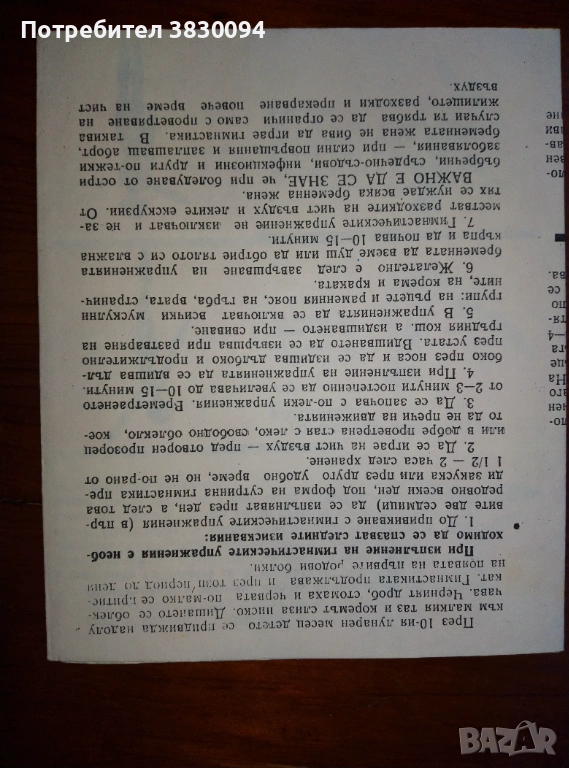 Потребител 3830094
През 10-ия лунарен месец детето се придвижва надолу
към малкия таз и коремът слиза ниско. Дишането се облек-
чава. Черният дроб, стомаха и червата по-малко се притис-
кат. Гимнастиката продължава и през този период до деня
на появата на първите родови болки.
При изпълнение на гимнастическите упражнения е необ-
ходимо да се спазват следните изисквания:
1. До привикване с гимнастическите упражнения (в пър-
вите две седмици) да се изпълняват през ден, а след това
редовно всеки ден, под форма на сутринна гимнастика пре-
ди закуска или през друго удобно време, но не по-рано от
1 1/2 — 2 часа след хранене.
2. Да се играе на чист въздух — пред отворен прозорец
или в добре проветрена стая с леко, свободно облекло, кое-
то да не пречи на движенията.
3. Да се започва с по-леки упражнения. Времетраенето
от 2—3 минути постепенно да се увеличава до 10—15 минути.
4. При изпълнение на упражненията да се вдишва дъл-
боко през носа и да се издишва дълбоко и продължително
през устата. Вдишването да се извършва при разтваряне на
гръдния кош, а издишването — при свиване.
5. В упражненията да се включват всички мускулни
групи: на ръцете и раменния пояс, на гърба, врата, странич-
ните, на корема и краката.
6. Желателно е след завършване на упражненията
бременната да вземе душ или да обтрие тялото си с влажна
кърпа и да почива 10—15 минути.
7. Гимнастическите упражнение не изключват и не за-
местват разходките на чист въздух и леките екскурзии. От
тях се нуждае всяка бременна жена.
ВАЖНО Е ДА СЕ ЗНАЕ, че при боледуване от остри
бъбречни, сърдечно-съдови, инфекциозни и други по-тежки
заболявания, — при силни повръщания и заплашващ аборт,
бременната жена не бива да играе гимнастика. В такива
случаи тя трябва да се ограничи само с проветряване на
жилището, разходки и прекарване повече време на чист
въздух.
BAZAR